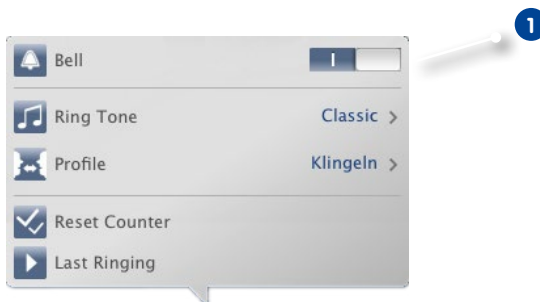 1
Bell
Ring Tone Classic >
Profile Klingeln >
Reset Counter
Last Ringing